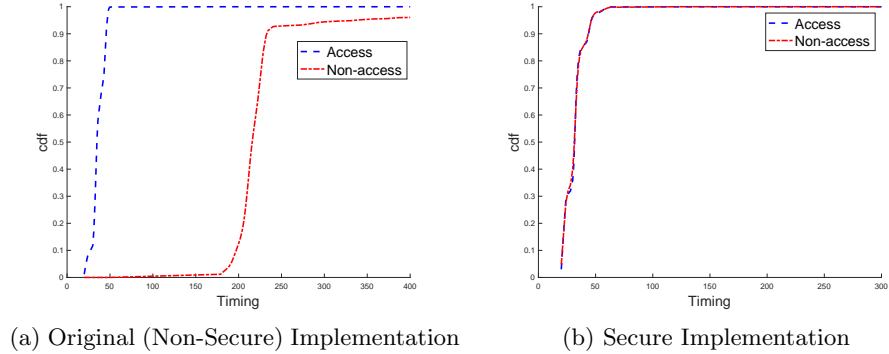 1
0.9
0.8
0.7
0.6
0.5
0.4
0.3
0.2
0.1
0
cdf
Access
Non-access
0 50 100 150 200 250 300 350 400
Timing
(a) Original (Non-Secure) Implementation
1
0.9
0.8
0.7
0.6
0.5
0.4
0.3
0.2
0.1
0
cdf
Access
Non-access
0 50 100 150 200 250 300
Timing
(b) Secure Implementation